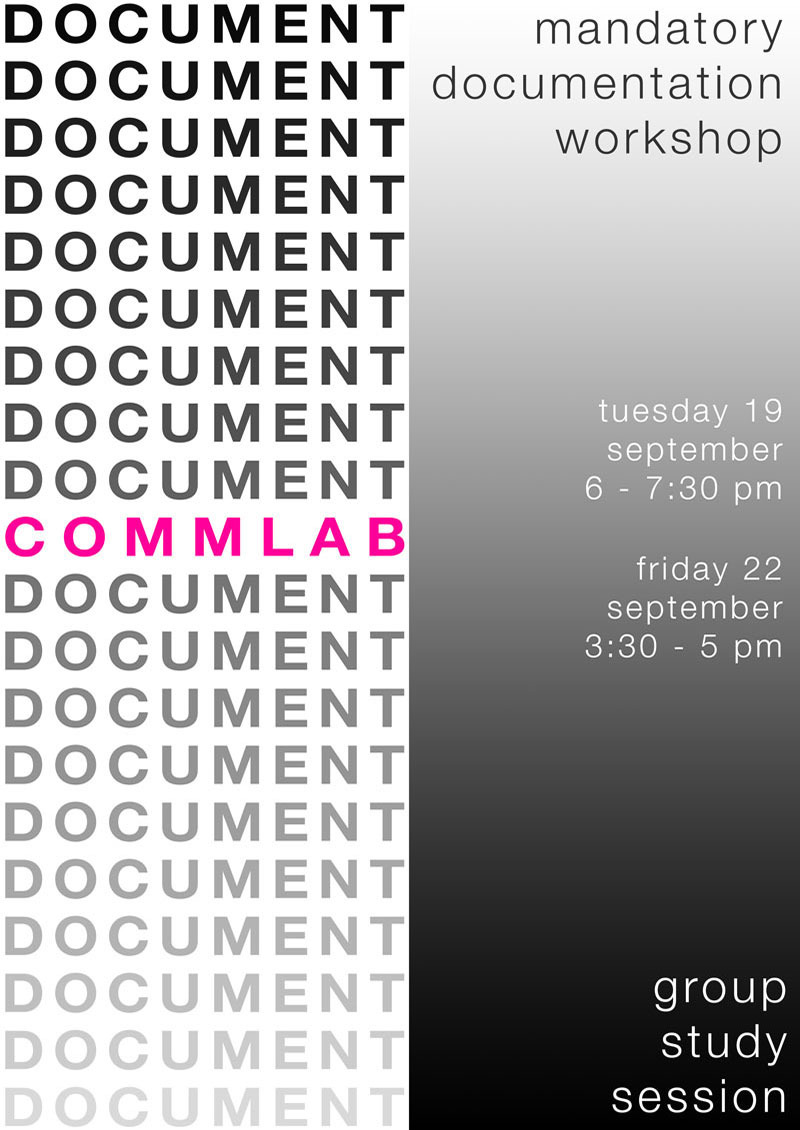 DOCUMENT
DOCUMENT
DOCUMENT
DOCUMENT
DOCUMENT
DOCUMENT
DOCUMENT
DOCUMENT
DOCUMENT
COMMLAB
DOCUMENT
DOCUMENT
DOCUMENT
DOCUMENT
DOCUMENT
DOCUMENT
DOCUMENT
DOCUMENT
DOCUMENT
DOCUMENT
mandatory
documentation
workshop
tuesday 19
september
6 - 7:30 pm
friday 22
september
3:30 - 5 pm
group
study
session